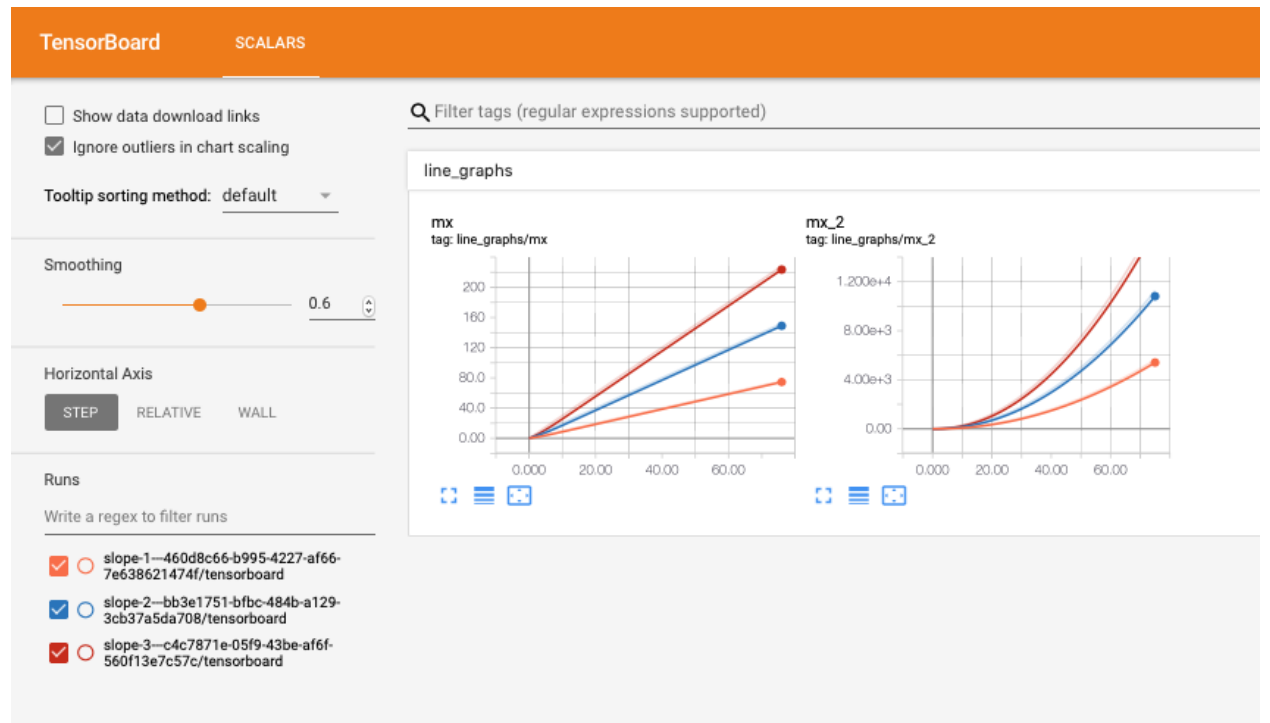 TensorBoard SCALARS
Show data download links
Ignore outliers in chart scaling
Tooltip sorting method: default
Smoothing
0.6
Horizontal Axis
STEP RELATIVE WALL
Runs
Write a regex to filter runs
slope-1---460d8c66-b995-4227-af66-
7e638621474f/tensorboard
slope-2---bb3e1751-bfbc-484b-a129-
3cb37a5da708/tensorboard
slope-3---c4c7871e-05f9-43be-af6f-
560f13e7c57c/tensorboard
Filter tags (regular expressions supported)
line_graphs
mx
tag: line_graphs/mx
200
160
120
80.0
40.0
0.00
0.000 20.00 40.00 60.00
mx_2
tag: line_graphs/mx_2
1.200e+4
8.00e+3
4.00e+3
0.00
0.000 20.00 40.00 60.00